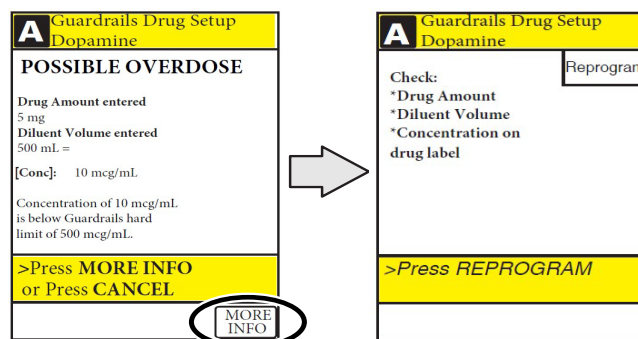 A Guardrails Drug Setup
Dopamine
POSSIBLE OVERDOSE
Drug Amount entered
5 mg
Diluent Volume entered
500 mL =
[Conc]: 10 mcg/mL
Concentration of 10 mcg/mL
is below Guardrails hard
limit of 500 mcg/mL.
>Press MORE INFO
or Press CANCEL
MORE
INFO
A Guardrails Drug Setup
Dopamine
Reprogram
Check:
*Drug Amount
*Diluent Volume
*Concentration on
drug label
>Press REPROGRAM